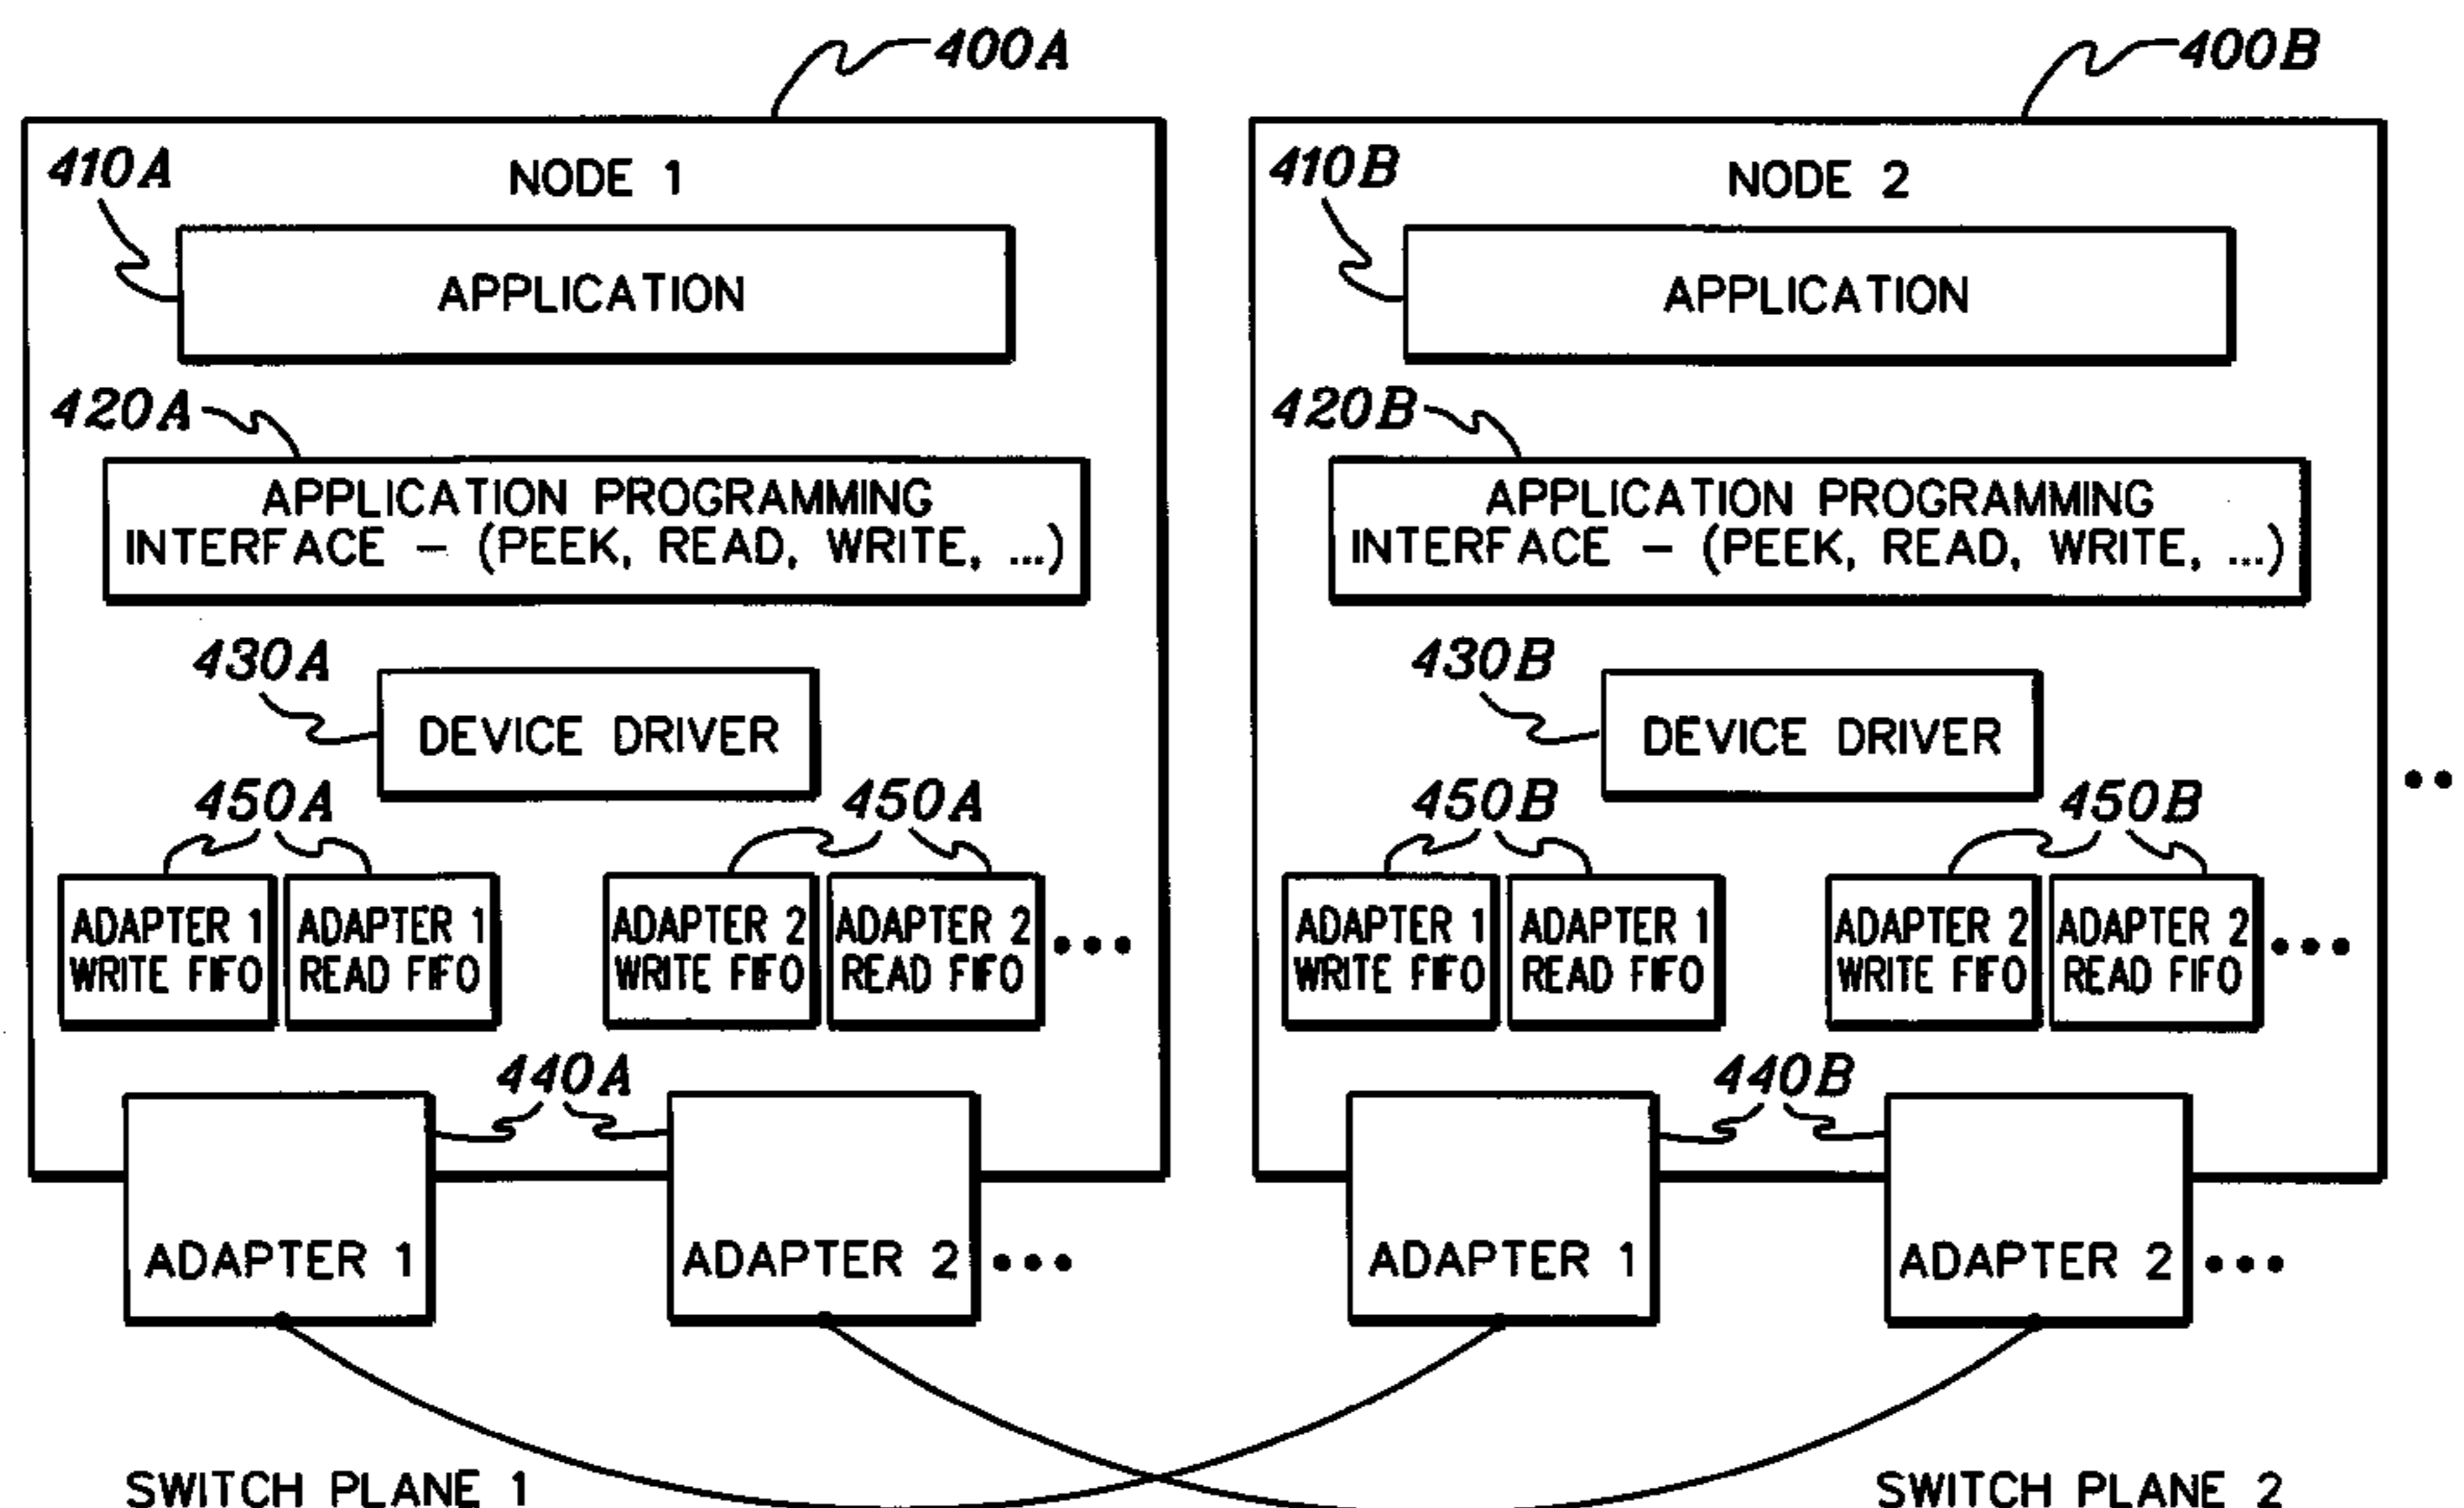 400A
400B
410A
NODE 1
APPLICATION
420A
APPLICATION PROGRAMMING
INTERFACE - (PEEK, READ, WRITE, ...)
430A
DEVICE DRIVER
450A
450A
ADAPTER 1
WRITE FIFO
ADAPTER 1
READ FIFO
ADAPTER 2
WRITE FIFO
ADAPTER 2
READ FIFO
440A
ADAPTER 1
ADAPTER 2
410B
NODE 2
APPLICATION
420B
APPLICATION PROGRAMMING
INTERFACE - (PEEK, READ, WRITE, ...)
430B
DEVICE DRIVER
450B
450B
ADAPTER 1
WRITE FIFO
ADAPTER 1
READ FIFO
ADAPTER 2
WRITE FIFO
ADAPTER 2
READ FIFO
440B
ADAPTER 1
ADAPTER 2
SWITCH PLANE 1
SWITCH PLANE 2